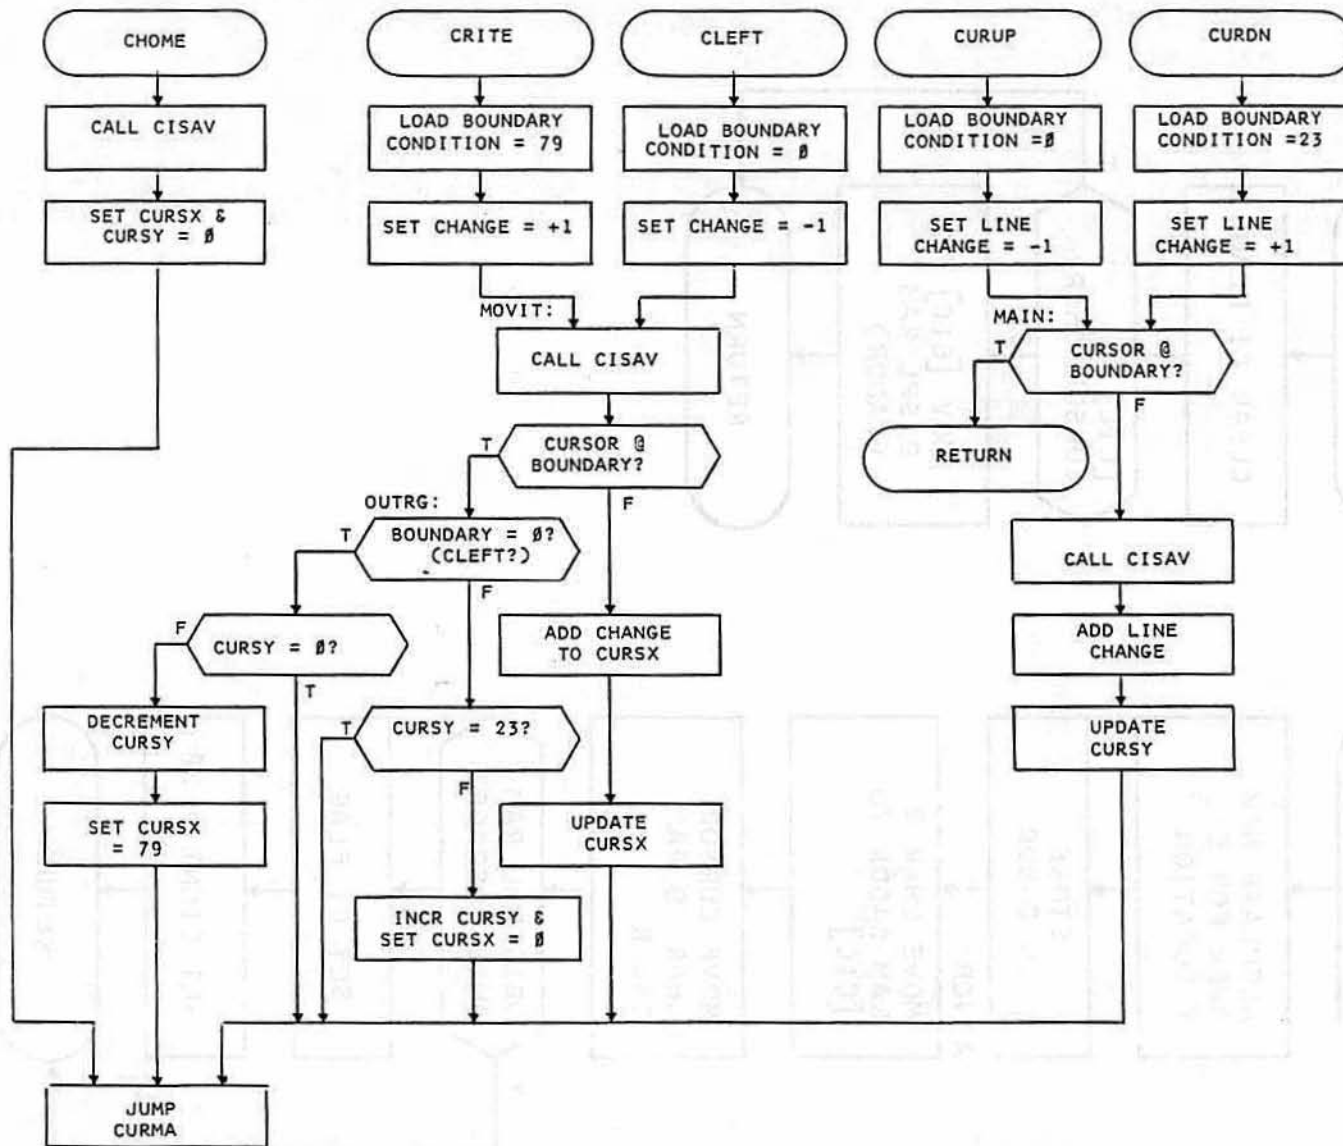 CHOME
CALL CISAV
SET CURSX &
CURSY = Ø
CRITE
LOAD BOUNDARY
CONDITION = 79
SET CHANGE = +1
CLEFT
LOAD BOUNDARY
CONDITION = Ø
SET CHANGE = -1
MOVIT:
CALL CISAV
T
CURSOR @
BOUNDARY?
F
OUTRG:
T
BOUNDARY = Ø?
(CLEFT?)
F
F
CURSY = Ø?
T
DECREMENT
CURSY
SET CURSX
= 79
T
CURSY = 23?
F
INCR CURSY &
SET CURSX = Ø
ADD CHANGE
TO CURSX
UPDATE
CURSX
CURUP
LOAD BOUNDARY
CONDITION =Ø
SET LINE
CHANGE = -1
CURDN
LOAD BOUNDARY
CONDITION =23
SET LINE
CHANGE = +1
MAIN:
T
CURSOR @
BOUNDARY?
F
RETURN
CALL CISAV
ADD LINE
CHANGE
UPDATE
CURSY
JUMP
CURMA
RETURN